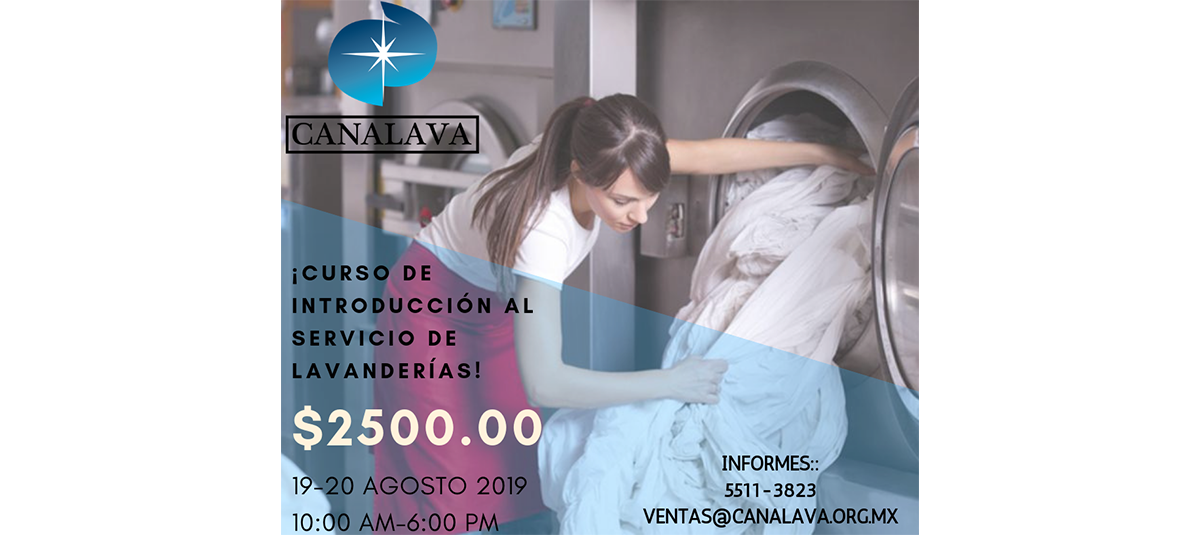 CANALAVA
¡CURSO DE
INTRODUCCIÓN AL
SERVICIO DE
LAVANDERÍAS!
$2500.00
19-20 AGOSTO 2019
10:00 AM-6:00 PM
INFORMES::
5511-3823
VENTAS@CANALAVA.ORG.MX